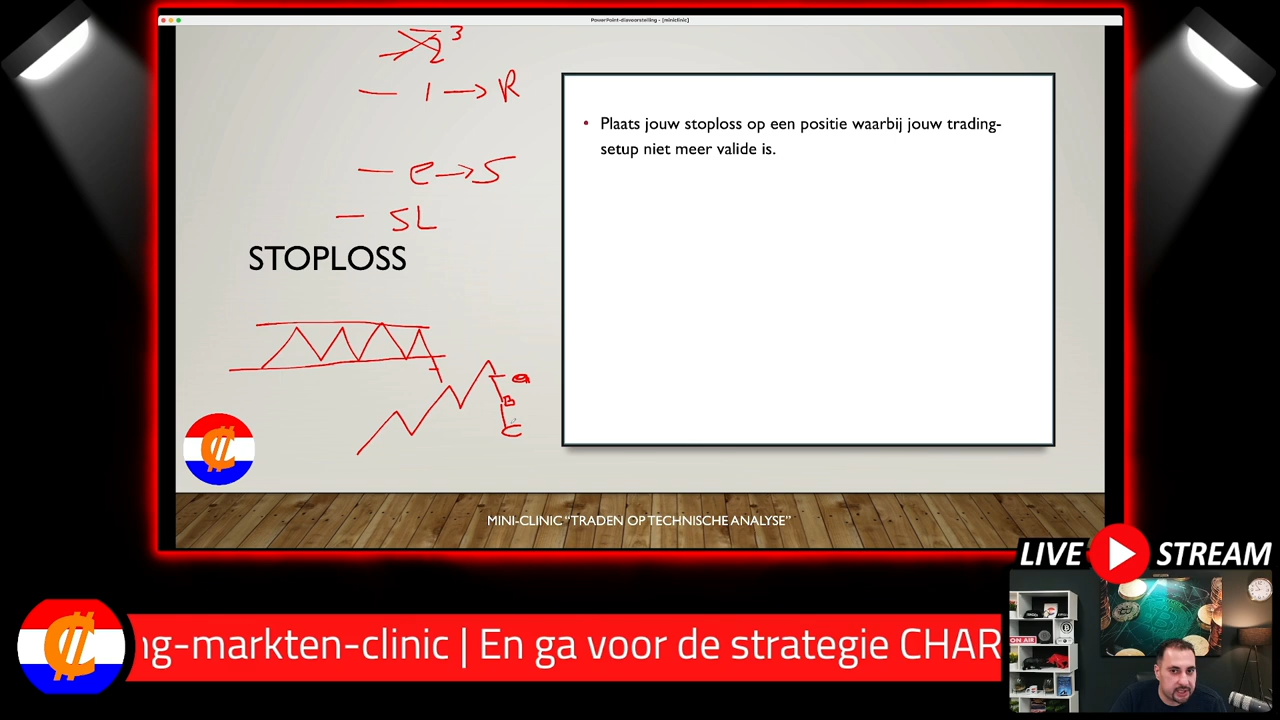 PowerPoint-diavoorstelling - [miniclinic]
3
2
— 1 → R
— e → S
— SL
STOPLOSS
• Plaats jouw stoploss op een positie waarbij jouw trading-
setup niet meer valide is.
a
B
C
MINI-CLINIC “TRADEN OP TECHNISCHE ANALYSE”
LIVE STREAM
ng-markten-clinic | En ga voor de strategie CHAR
ON AIR